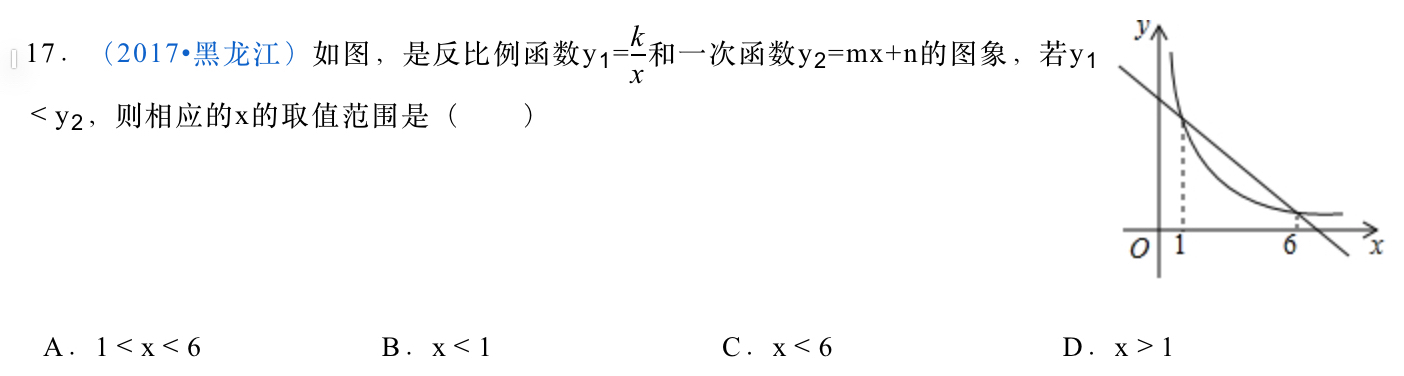 17．（2017•黑龙江）如图，是反比例函数y₁=k/x和一次函数y₂=mx+n的图象，若y₁
＜y₂，则相应的x的取值范围是（　　）
y
O 1 6 x
A．1＜x＜6 B．x＜1 C．x＜6 D．x＞1